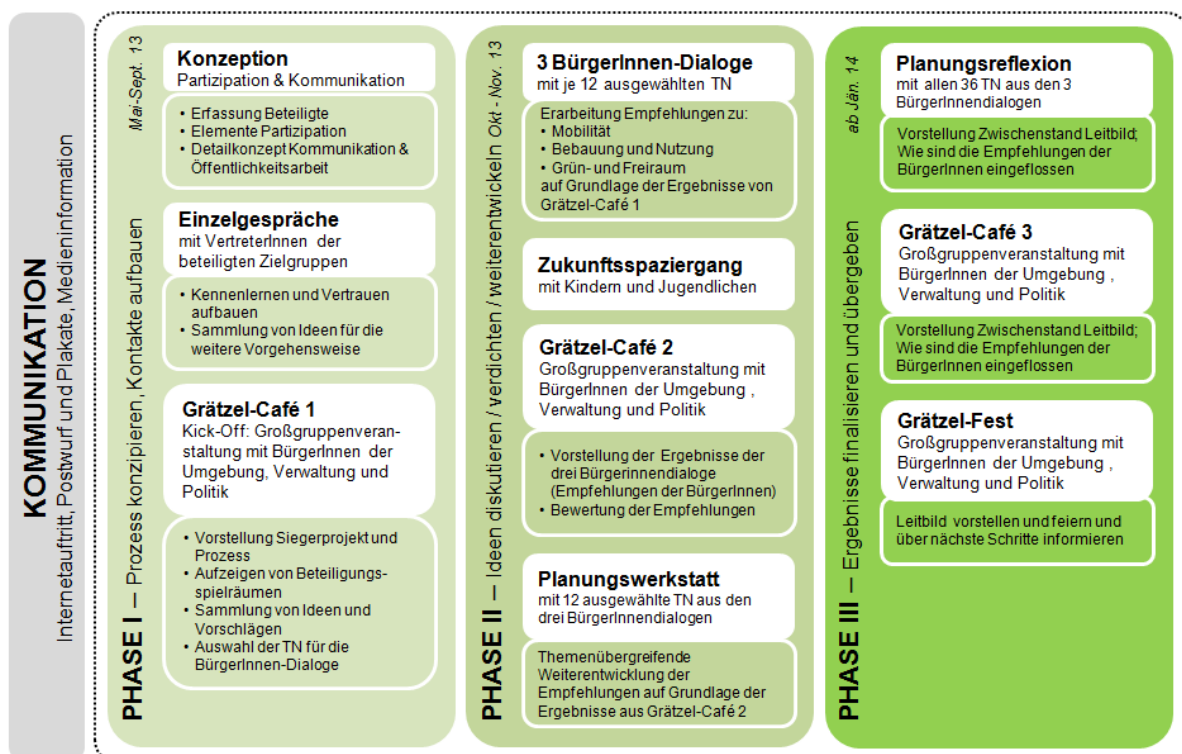 KOMMUNIKATION
Internetauftritt, Postwurf und Plakate, Medieninformation
PHASE I — Prozess konzipieren, Kontakte aufbauen
Mai-Sept. 13
Konzeption
Partizipation & Kommunikation
• Erfassung Beteiligte
• Elemente Partizipation
• Detailkonzept Kommunikation &
Öffentlichkeitsarbeit
Einzelgespräche
mit VertreterInnen der
beteiligten Zielgruppen
• Kennenlernen und Vertrauen
aufbauen
• Sammlung von Ideen für die
weitere Vorgehensweise
Grätzel-Café 1
Kick-Off: Großgruppenveran-
staltung mit BürgerInnen der
Umgebung, Verwaltung und
Politik
• Vorstellung Siegerprojekt und
Prozess
• Aufzeigen von Beteiligungs-
spielräumen
• Sammlung von Ideen und
Vorschlägen
• Auswahl der TN für die
BürgerInnen-Dialoge
PHASE II — Ideen diskutieren / verdichten / weiterentwickeln
Okt - Nov. 13
3 BürgerInnen-Dialoge
mit je 12 ausgewählten TN
Erarbeitung Empfehlungen zu:
• Mobilität
• Bebauung und Nutzung
• Grün- und Freiraum
auf Grundlage der Ergebnisse von
Grätzel-Café 1
Zukunftsspaziergang
mit Kindern und Jugendlichen
Grätzel-Café 2
Großgruppenveranstaltung mit
BürgerInnen der Umgebung ,
Verwaltung und Politik
• Vorstellung der Ergebnisse der
drei Bürgerinnendialoge
(Empfehlungen der BürgerInnen)
• Bewertung der Empfehlungen
Planungswerkstatt
mit 12 ausgewählte TN aus den
drei BürgerInnendialogen
Themenübergreifende
Weiterentwicklung der
Empfehlungen auf Grundlage der
Ergebnisse aus Grätzel-Café 2
PHASE III — Ergebnisse finalisieren und übergeben
ab Jän. 14
Planungsreflexion
mit allen 36 TN aus den 3
BürgerInnendialogen
Vorstellung Zwischenstand Leitbild;
Wie sind die Empfehlungen der
BürgerInnen eingeflossen
Grätzel-Café 3
Großgruppenveranstaltung mit
BürgerInnen der Umgebung ,
Verwaltung und Politik
Vorstellung Zwischenstand Leitbild;
Wie sind die Empfehlungen der
BürgerInnen eingeflossen
Grätzel-Fest
Großgruppenveranstaltung mit
BürgerInnen der Umgebung ,
Verwaltung und Politik
Leitbild vorstellen und feiern und
über nächste Schritte informieren